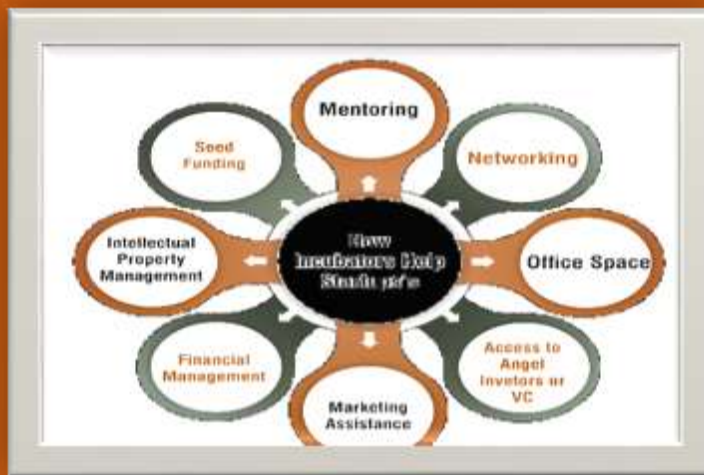 Mentoring
Networking
Office Space
Access to
Angel
Invetors or
VC
Marketing
Assistance
Financial
Management
Intellectual
Property
Management
Seed
Funding
How
Incubators Help